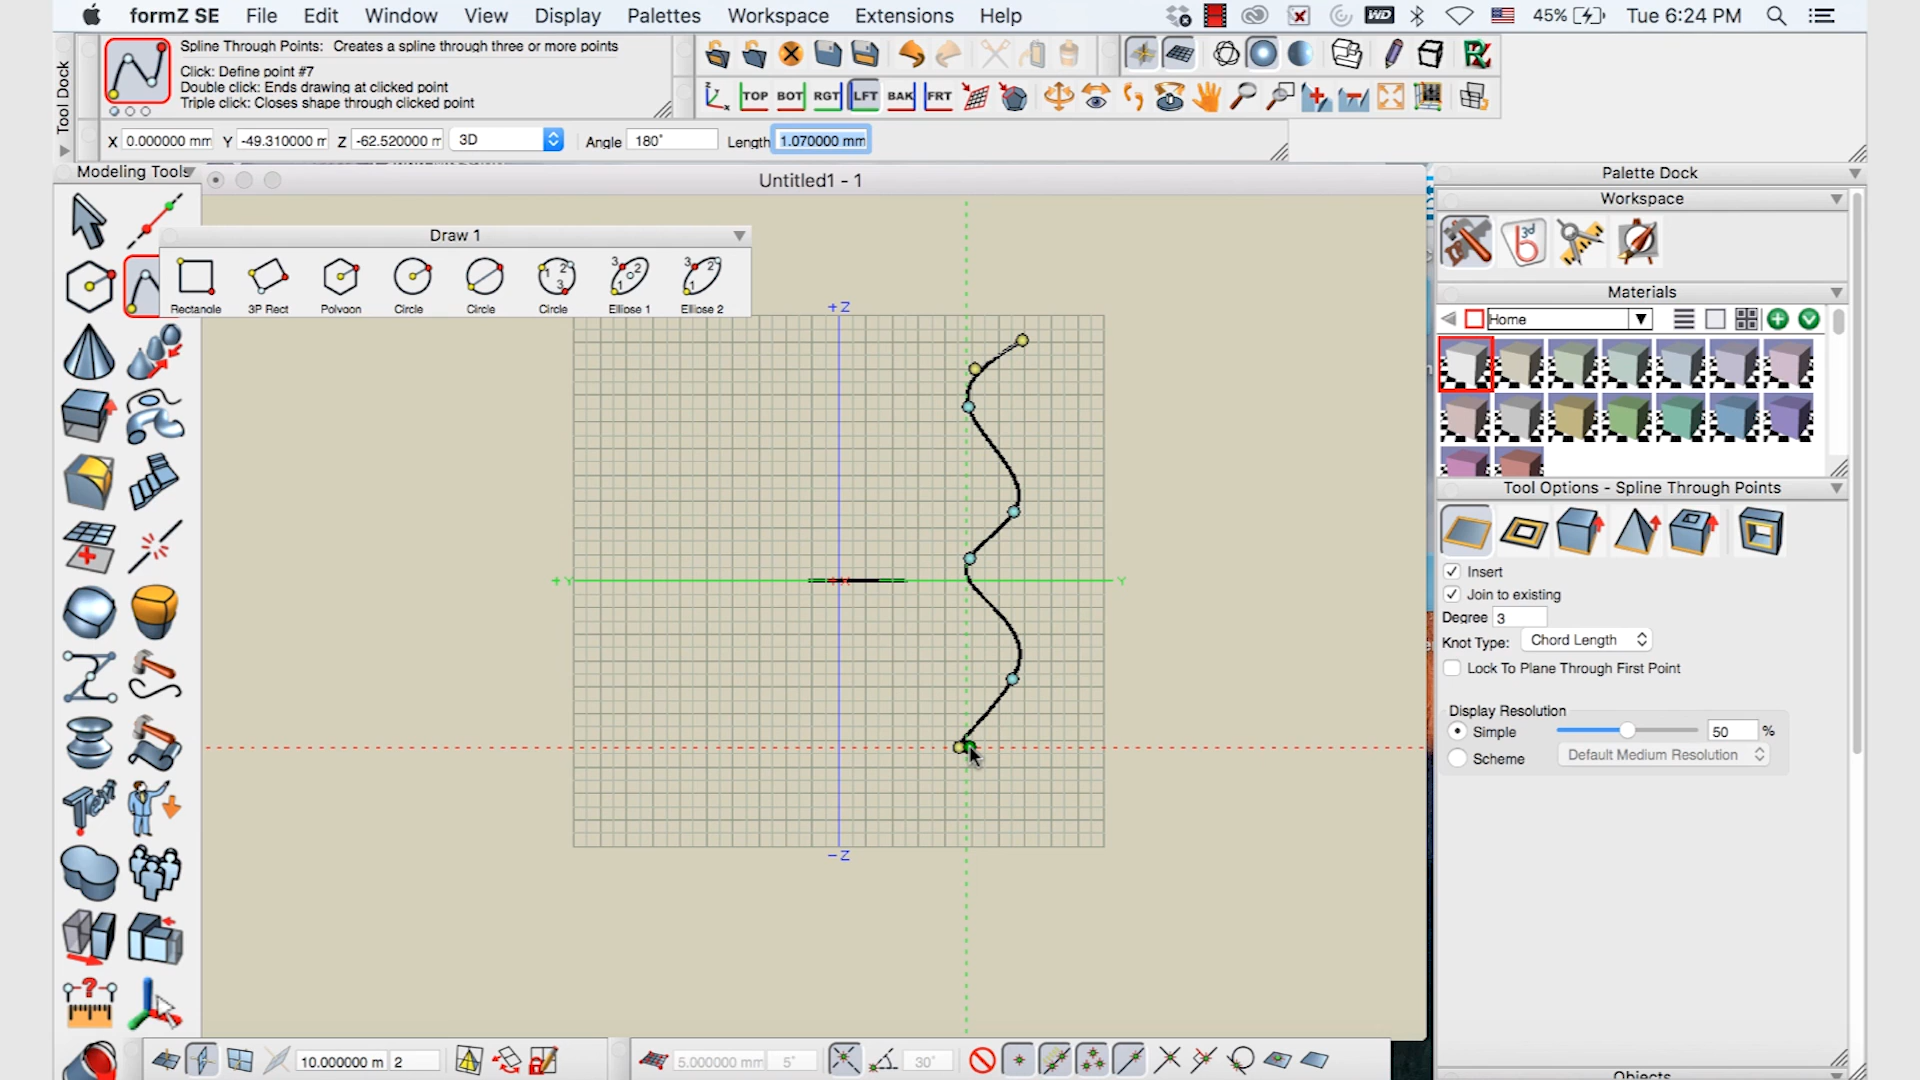 formZ SE File Edit Window View Display Palettes Workspace Extensions Help WD 45% Tue 6:24 PM
Tool Dock
Spline Through Points: Creates a spline through three or more points
Click: Define point #7
Double click: Ends drawing at clicked point
Triple click: Closes shape through clicked point
TOP BOT RGT LFT BAK FRT
X 0.000000 mm Y -49.310000 m Z -62.520000 m 3D Angle 180° Length 1.070000 mm
Modeling Tools
Untitled1 - 1
Draw 1
Rectangle 3P Rect Polygon Circle Circle Circle Ellipse 1 Ellipse 2
+Z
+Y
X
-Y
-Z
Palette Dock
Workspace
3d
Materials
Home
Tool Options - Spline Through Points
Insert
Join to existing
Degree 3
Knot Type: Chord Length
Lock To Plane Through First Point
Display Resolution
Simple 50 %
Scheme Default Medium Resolution
Objects
10.000000 m 2 5.000000 mm 5° 30°